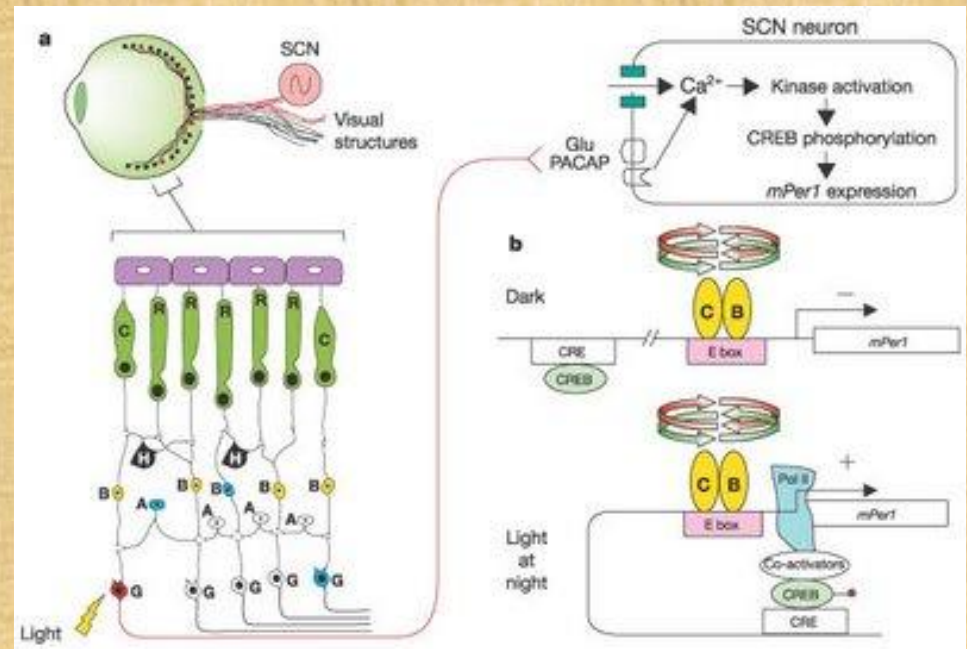 a
SCN
Visual
structures
SCN neuron
Ca²⁺
Kinase activation
CREB phosphorylation
mPer1 expression
Glu
PACAP
C
R
R
R
R
R
C
H
H
B
A
B
B
A
B
A
A
B
G
G
G
G
G
Light
b
Dark
C B
–
CRE
CREB
E box
mPer1
C B
Pol II
+
E box
mPer1
Light
at
night
Co-activators
CREB
CRE